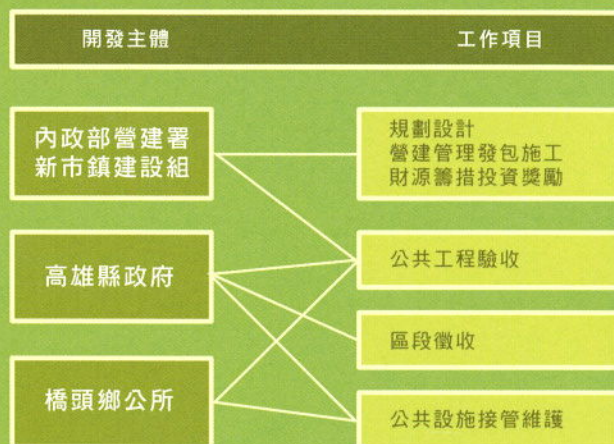 開發主體
工作項目
內政部營建署
新市鎮建設組
規劃設計
營建管理發包施工
財源籌措投資獎勵
高雄縣政府
公共工程驗收
區段徵收
橋頭鄉公所
公共設施接管維護